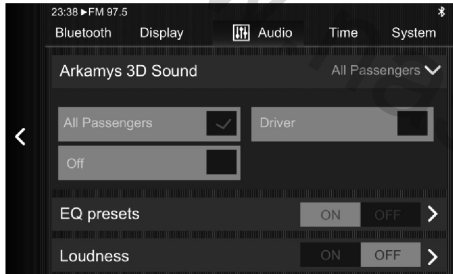 23:38 ►FM 97.5
Bluetooth Display Audio Time System
Arkamys 3D Sound All Passengers
All Passengers Driver
Off
EQ presets ON OFF
Loudness ON OFF